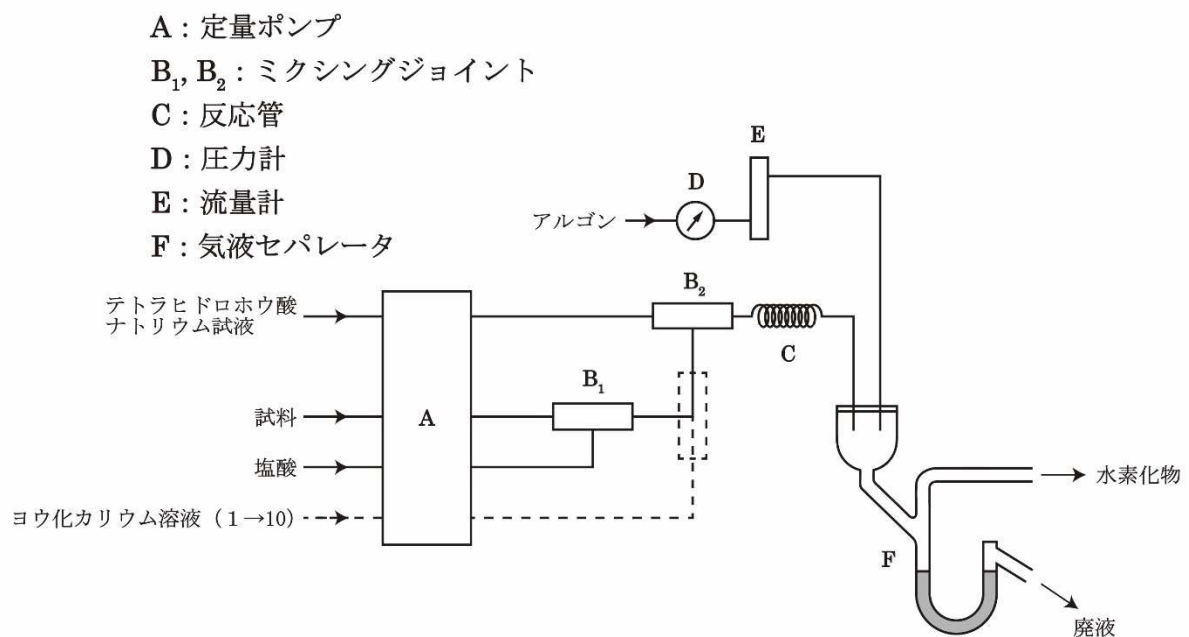 A：定量ポンプ
B₁, B₂：ミクシングジョイント
C：反応管
D：圧力計
E：流量計
F：気液セパレータ
E
D
アルゴン
B₂
テトラヒドロホウ酸
ナトリウム試液
C
B₁
試料
A
塩酸
水素化物
ヨウ化カリウム溶液（1→10）
F
廃液